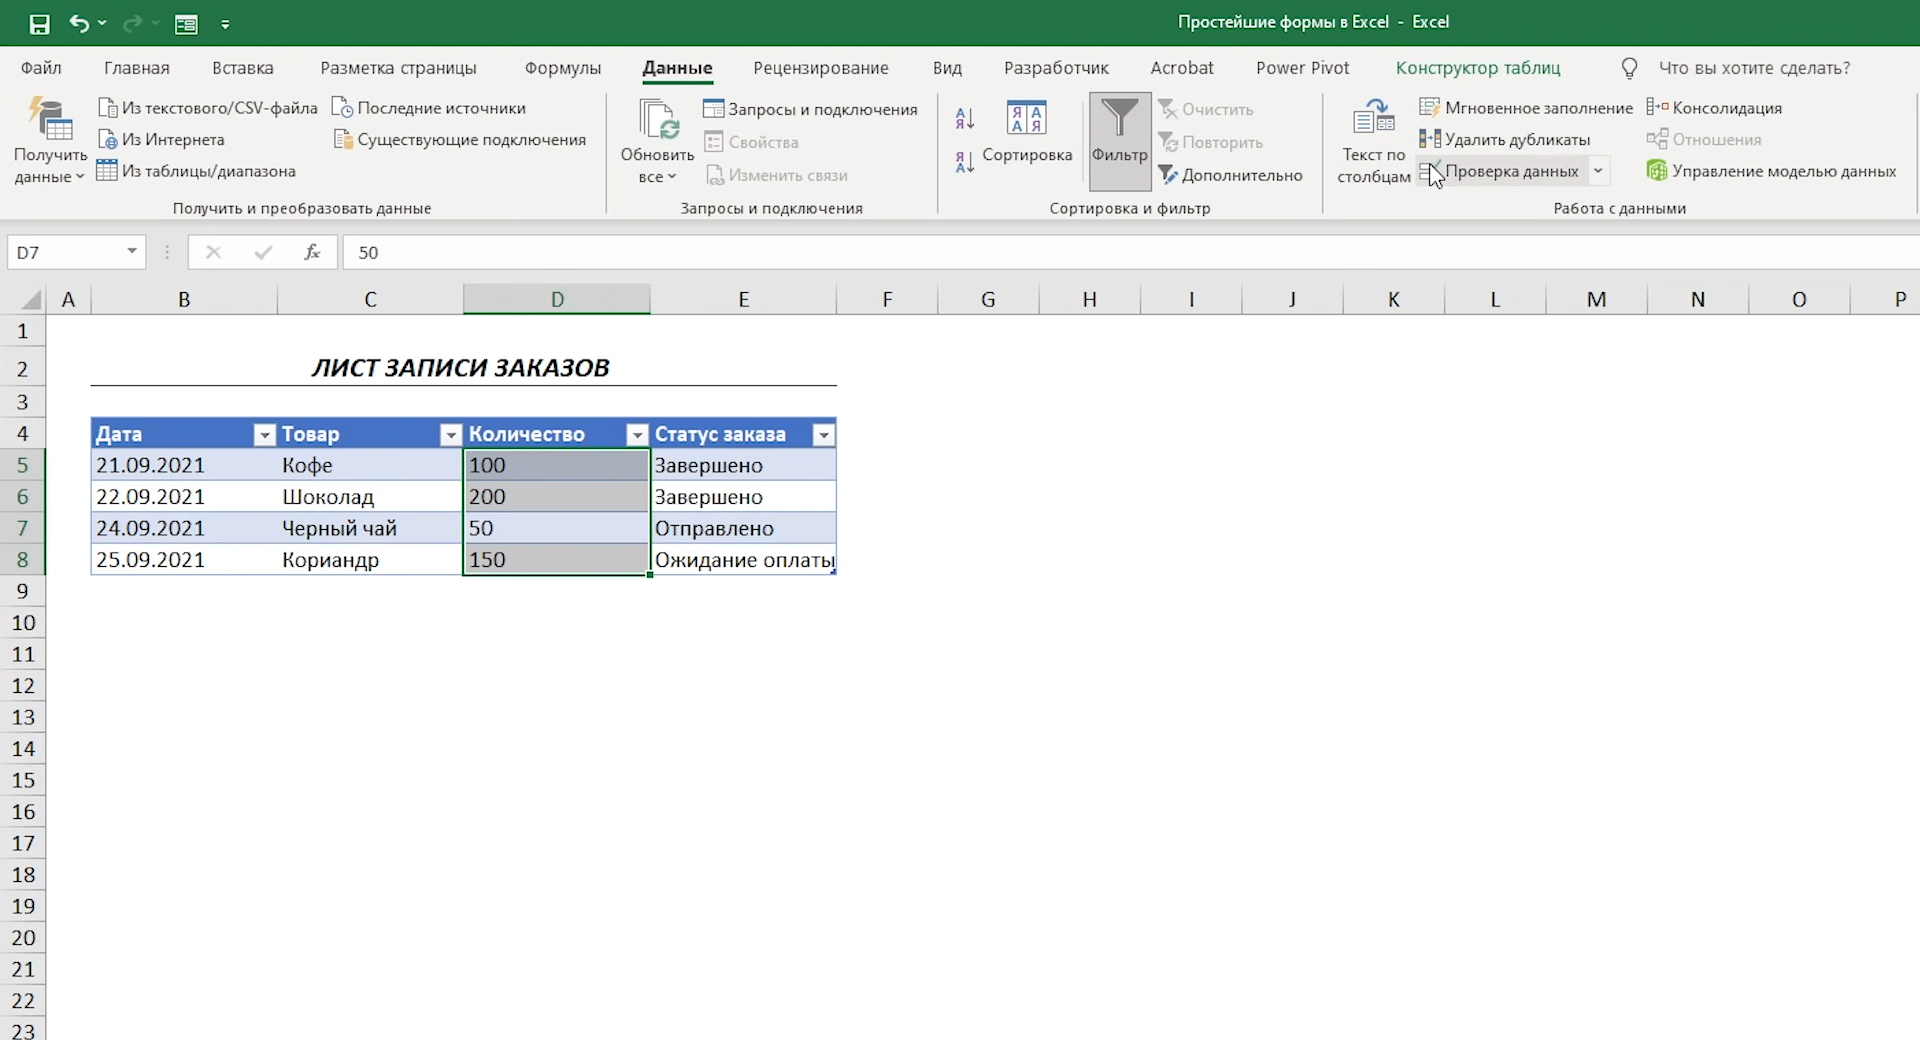 Простейшие формы в Excel - Excel
Файл Главная Вставка Разметка страницы Формулы Данные Рецензирование Вид Разработчик Acrobat Power Pivot Конструктор таблиц Что вы хотите сделать?
Получить данные
Из текстового/CSV-файла
Из Интернета
Из таблицы/диапазона
Последние источники
Существующие подключения
Получить и преобразовать данные
Обновить все
Запросы и подключения
Свойства
Изменить связи
Запросы и подключения
Сортировка
Фильтр
Очистить
Повторить
Дополнительно
Сортировка и фильтр
Текст по столбцам
Мгновенное заполнение
Удалить дубликаты
Проверка данных
Консолидация
Отношения
Управление моделью данных
Работа с данными
D7 fx 50
A B C D E F G H I J K L M N O P
1
2 ЛИСТ ЗАПИСИ ЗАКАЗОВ
3
4 Дата Товар Количество Статус заказа
5 21.09.2021 Кофе 100 Завершено
6 22.09.2021 Шоколад 200 Завершено
7 24.09.2021 Черный чай 50 Отправлено
8 25.09.2021 Кориандр 150 Ожидание оплаты
9
10
11
12
13
14
15
16
17
18
19
20
21
22
23